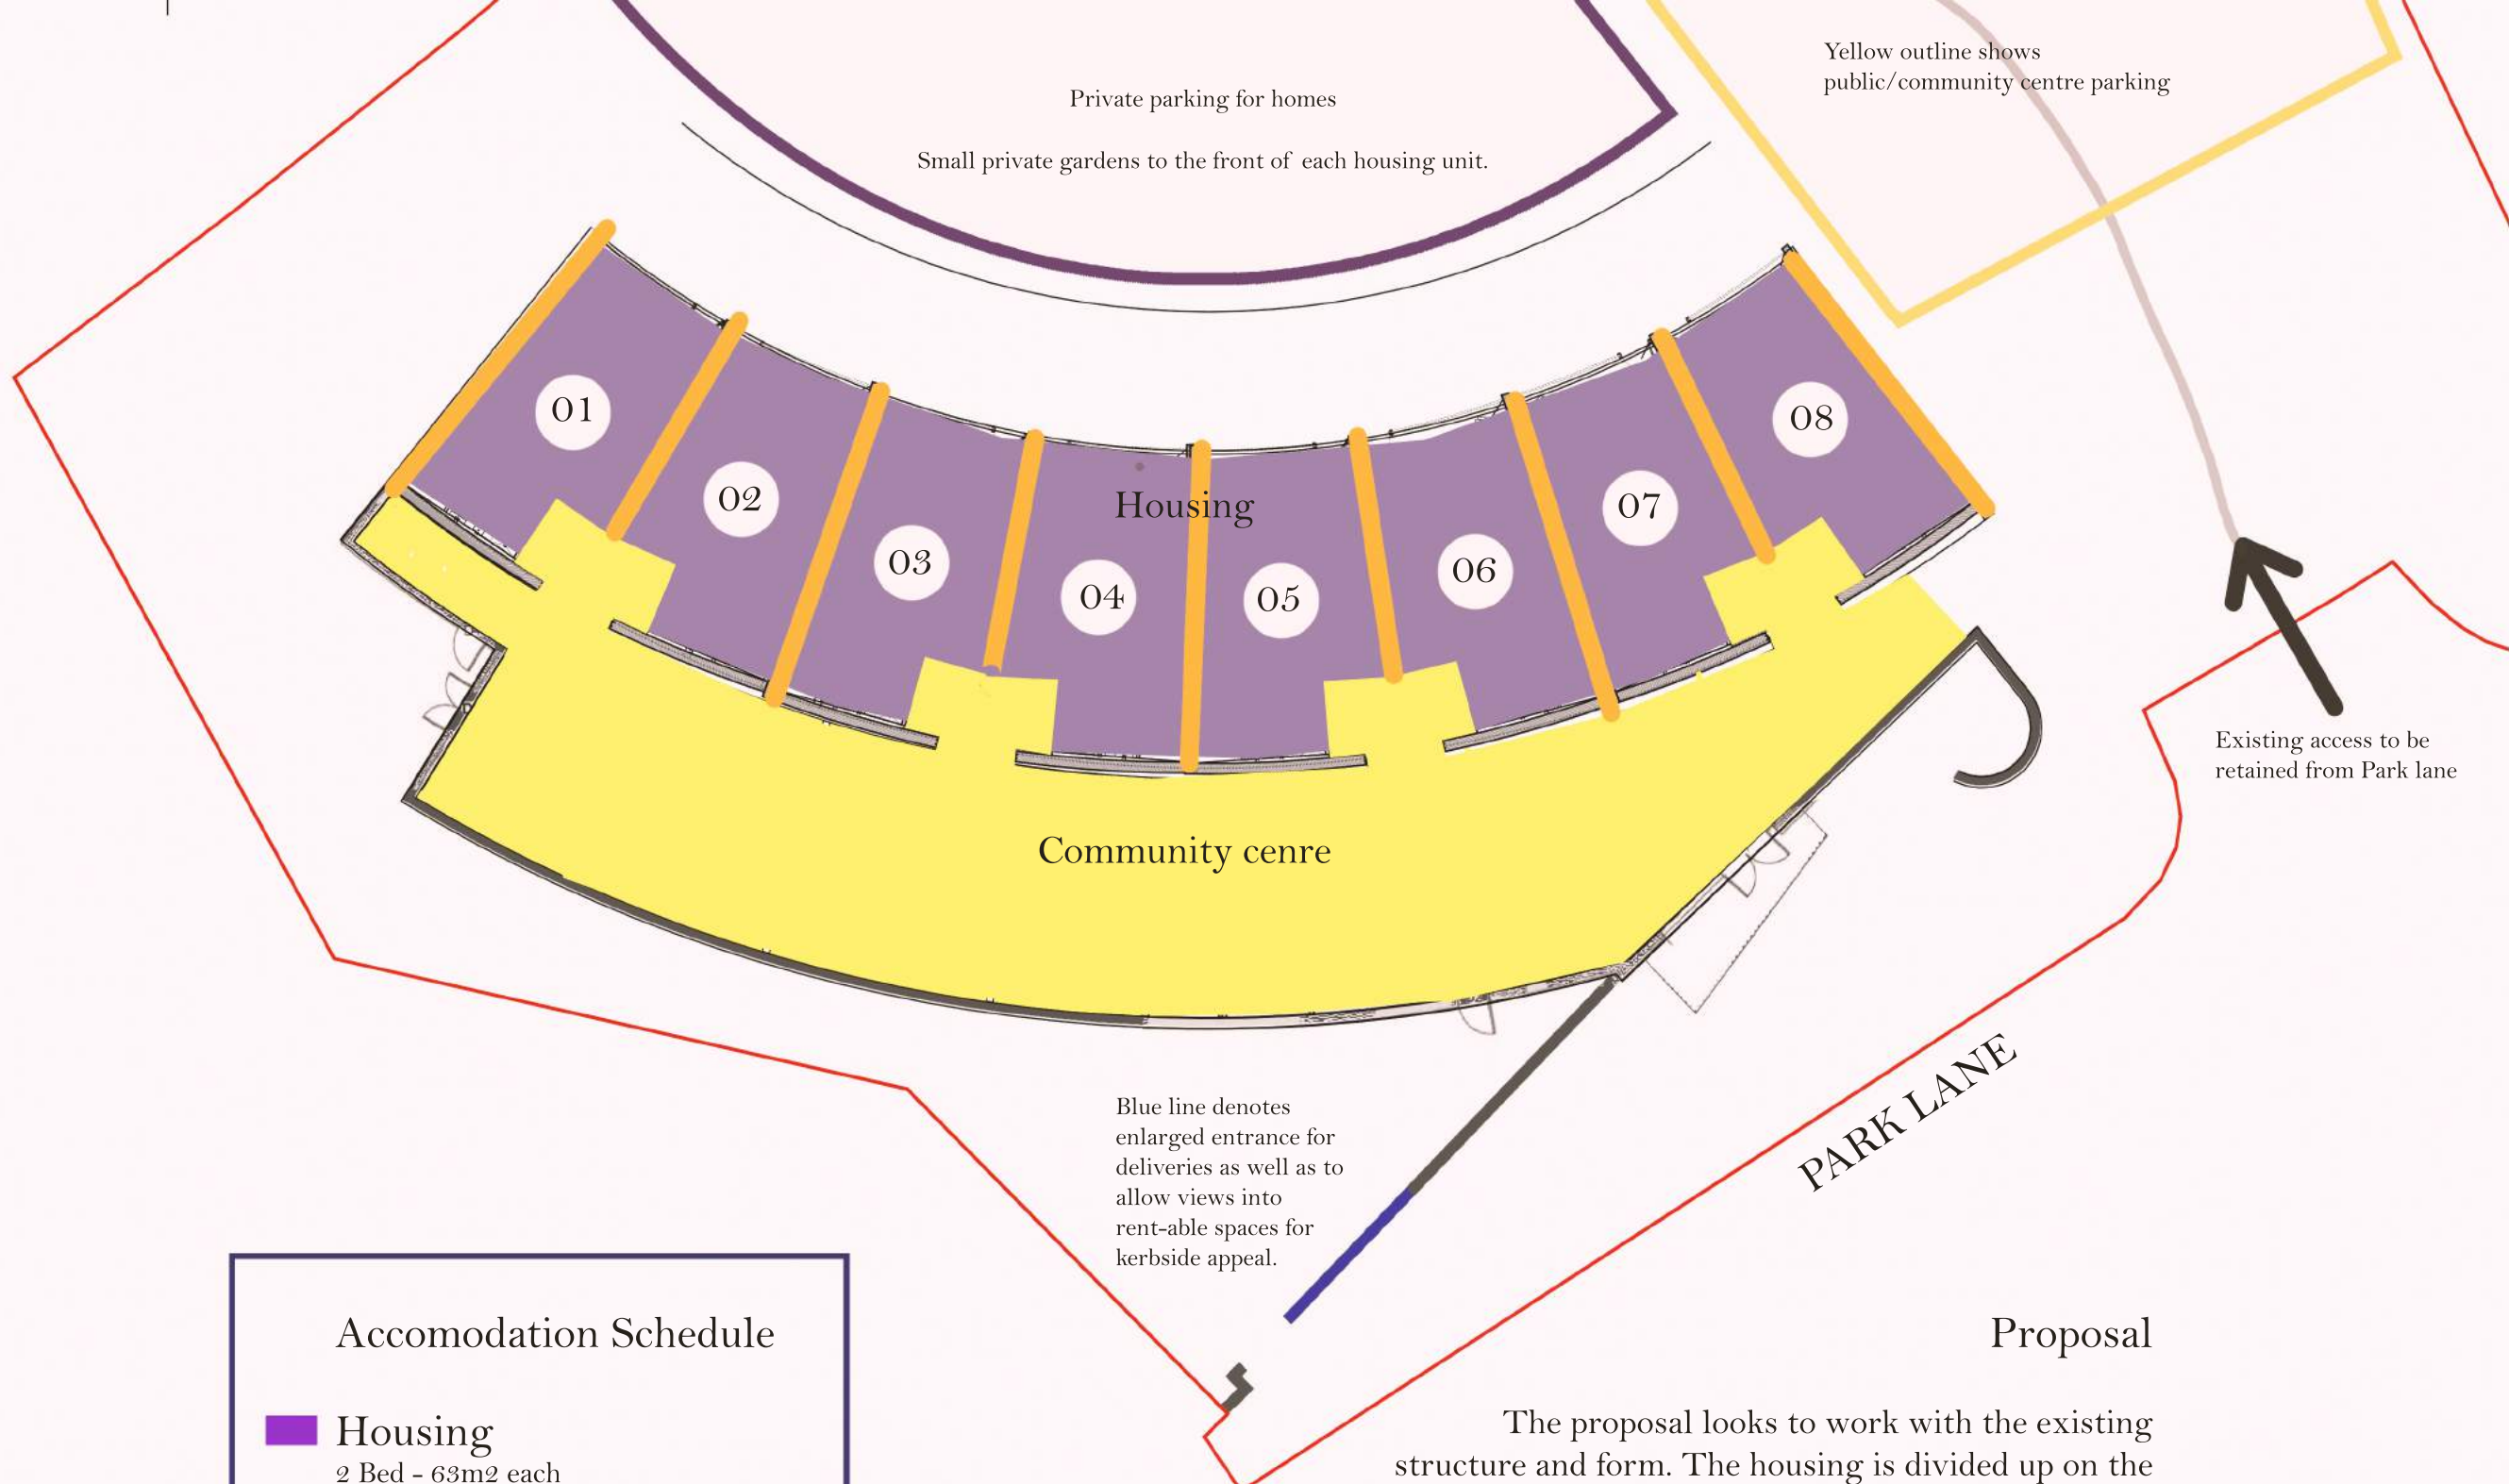 Yellow outline shows
public/community centre parking
Private parking for homes
Small private gardens to the front of each housing unit.
01
02
03
04
05
06
07
08
Housing
Community cenre
Existing access to be
retained from Park lane
PARK LANE
Blue line denotes
enlarged entrance for
deliveries as well as to
allow views into
rent-able spaces for
kerbside appeal.
Accomodation Schedule
Housing
2 Bed - 63m2 each
Proposal
The proposal looks to work with the existing
structure and form. The housing is divided up on the